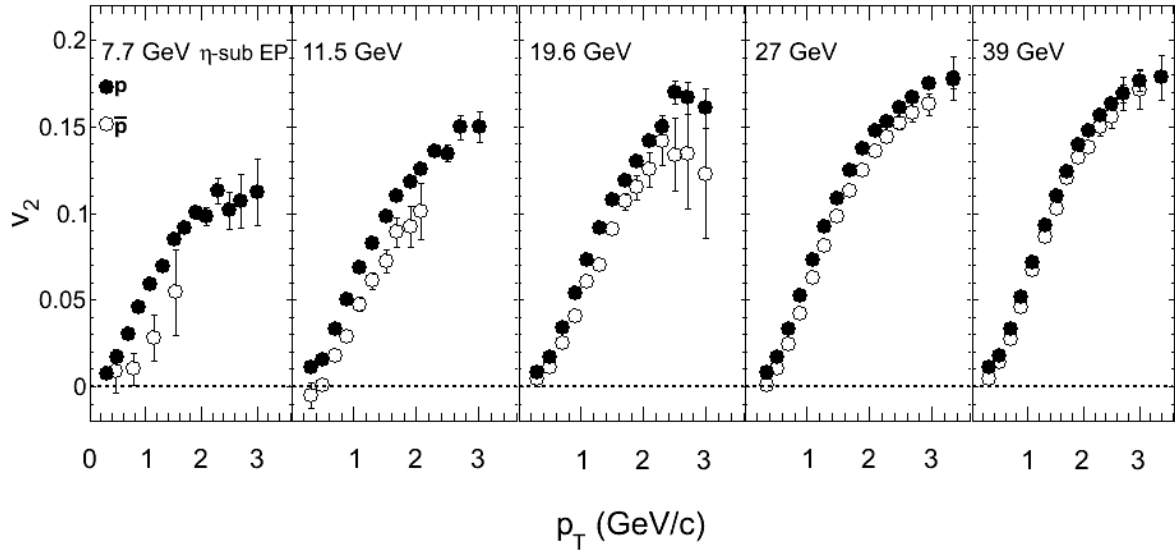 0.2
0.15
0.1
0.05
0
v2
7.7 GeV η-sub EP
p
p̅
11.5 GeV
19.6 GeV
27 GeV
39 GeV
0 1 2 3 1 2 3 1 2 3 1 2 3 1 2 3
pT (GeV/c)